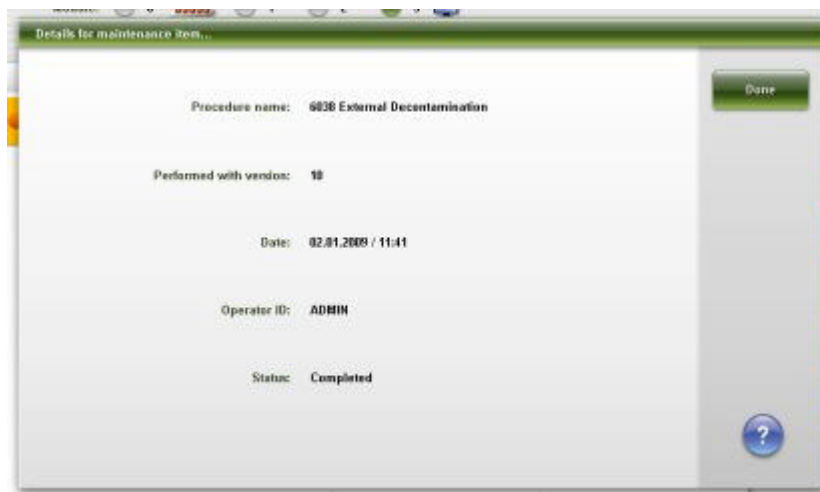 Details for maintenance item...
Done
Procedure name: 6038 External Decontamination
Performed with version: 10
Date: 02.01.2009 / 11:41
Operator ID: ADMIN
Status: Completed
?